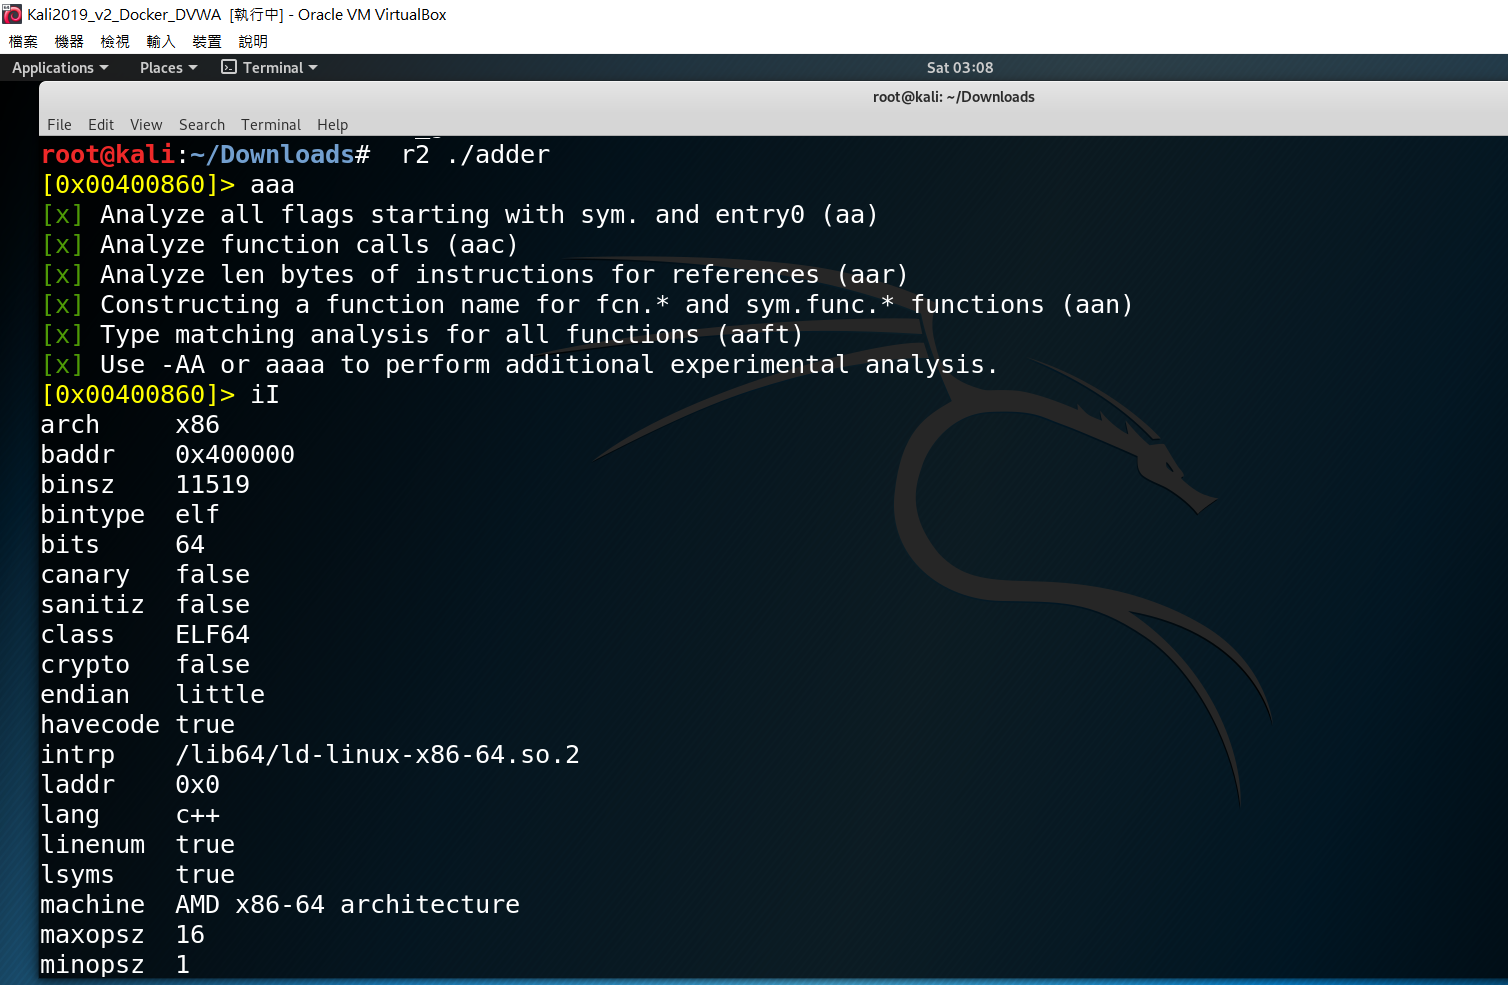 Kali2019_v2_Docker_DVWA [執行中] - Oracle VM VirtualBox
檔案 機器 檢視 輸入 裝置 說明
Applications Places Terminal Sat 03:08
root@kali: ~/Downloads
File Edit View Search Terminal Help
root@kali:~/Downloads# r2 ./adder
[0x00400860]> aaa
[x] Analyze all flags starting with sym. and entry0 (aa)
[x] Analyze function calls (aac)
[x] Analyze len bytes of instructions for references (aar)
[x] Constructing a function name for fcn.* and sym.func.* functions (aan)
[x] Type matching analysis for all functions (aaft)
[x] Use -AA or aaaa to perform additional experimental analysis.
[0x00400860]> iI
arch x86
baddr 0x400000
binsz 11519
bintype elf
bits 64
canary false
sanitiz false
class ELF64
crypto false
endian little
havecode true
intrp /lib64/ld-linux-x86-64.so.2
laddr 0x0
lang c++
linenum true
lsyms true
machine AMD x86-64 architecture
maxopsz 16
minopsz 1